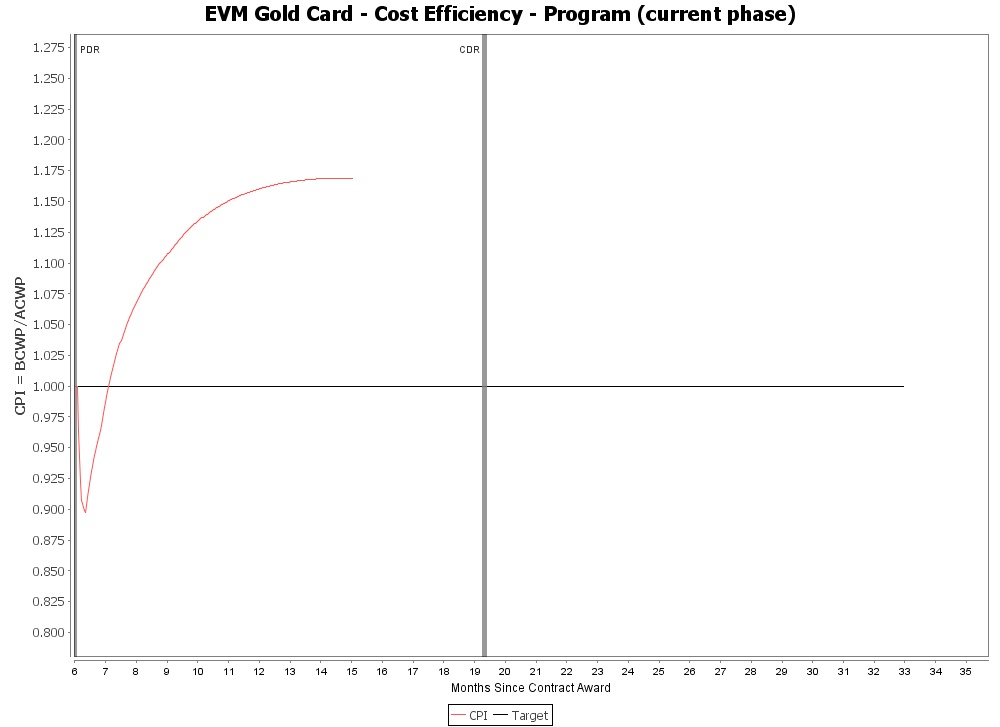 EVM Gold Card - Cost Efficiency - Program (current phase)
1.275
1.250
1.225
1.200
1.175
1.150
1.125
1.100
1.075
1.050
1.025
1.000
0.975
0.950
0.925
0.900
0.875
0.850
0.825
0.800
CPI = BCWP/ACWP
PDR
CDR
6 7 8 9 10 11 12 13 14 15 16 17 18 19 20 21 22 23 24 25 26 27 28 29 30 31 32 33 34 35
Months Since Contract Award
CPI Target